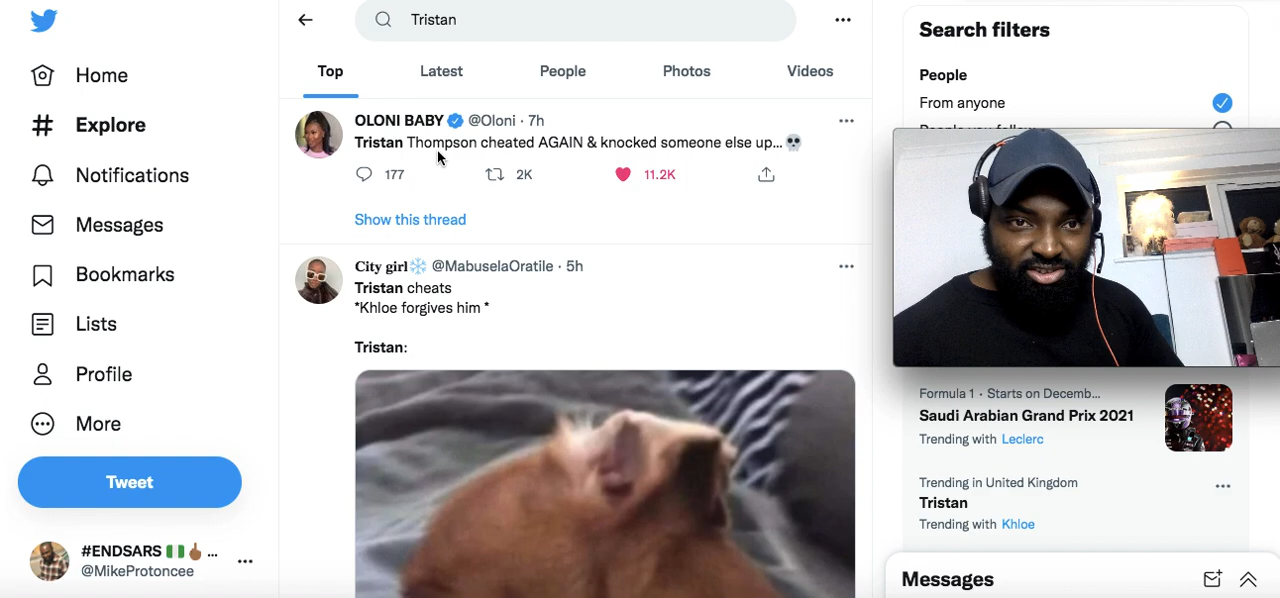 Home
Explore
Notifications
Messages
Bookmarks
Lists
Profile
More
Tweet
#ENDSARS 🇳🇬🖕🏾 ...
@MikeProtoncee
Tristan
Top
Latest
People
Photos
Videos
OLONI BABY @Oloni · 7h
Tristan Thompson cheated AGAIN & knocked someone else up...💀
177
2K
11.2K
Show this thread
City girl❄️ @MabuselaOratile · 5h
Tristan cheats
*Khloe forgives him *
Tristan:
Search filters
People
From anyone
Formula 1 · Starts on Decemb...
Saudi Arabian Grand Prix 2021
Trending with Leclerc
Trending in United Kingdom
Tristan
Trending with Khloe
Messages